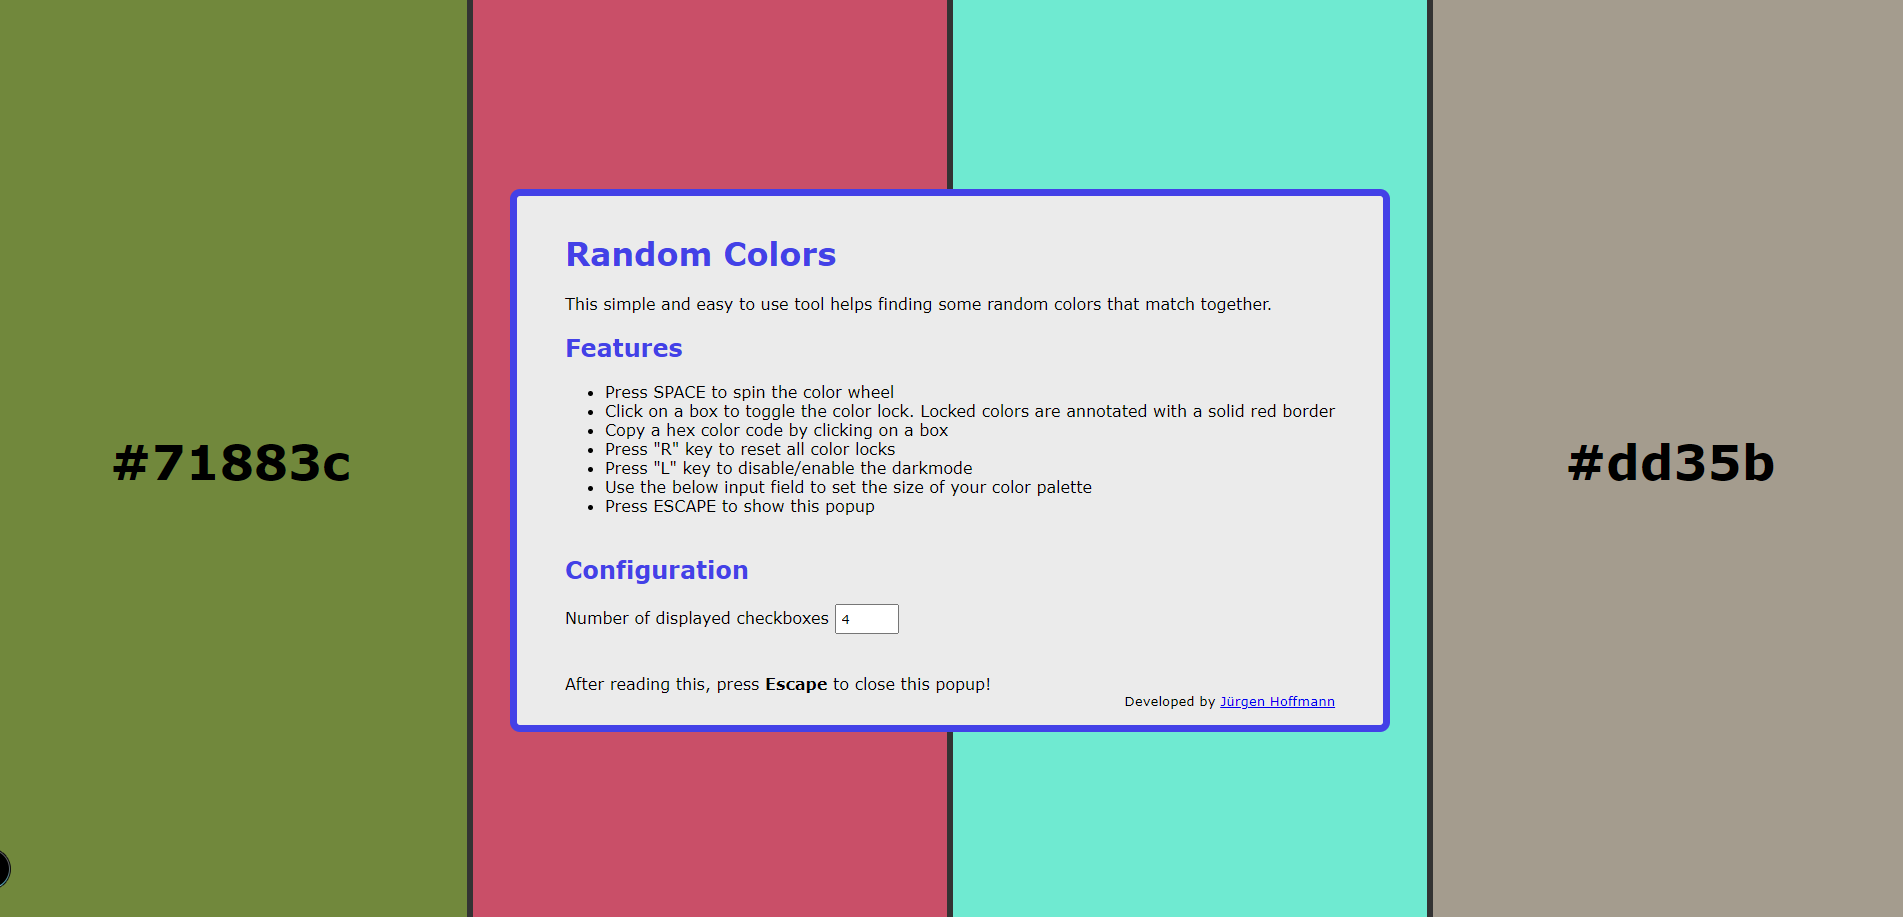 #71883c
Random Colors
This simple and easy to use tool helps finding some random colors that match together.
Features
• Press SPACE to spin the color wheel
• Click on a box to toggle the color lock. Locked colors are annotated with a solid red border
• Copy a hex color code by clicking on a box
• Press "R" key to reset all color locks
• Press "L" key to disable/enable the darkmode
• Use the below input field to set the size of your color palette
• Press ESCAPE to show this popup
Configuration
Number of displayed checkboxes 4
After reading this, press Escape to close this popup!
Developed by Jürgen Hoffmann
#dd35b